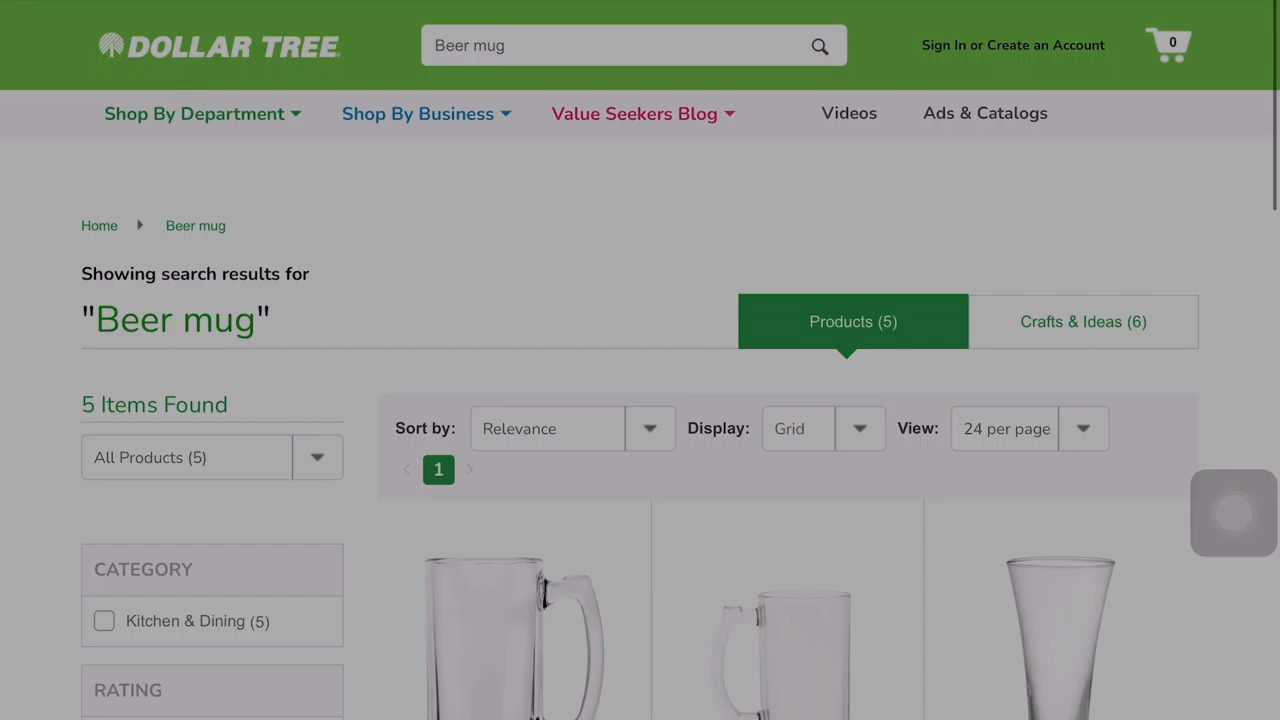 DOLLAR TREE
Beer mug
Sign In or Create an Account
0
Shop By Department
Shop By Business
Value Seekers Blog
Videos
Ads & Catalogs
Home
Beer mug
Showing search results for
"Beer mug"
Products (5)
Crafts & Ideas (6)
5 Items Found
All Products (5)
Sort by:
Relevance
Display:
Grid
View:
24 per page
1
CATEGORY
Kitchen & Dining (5)
RATING